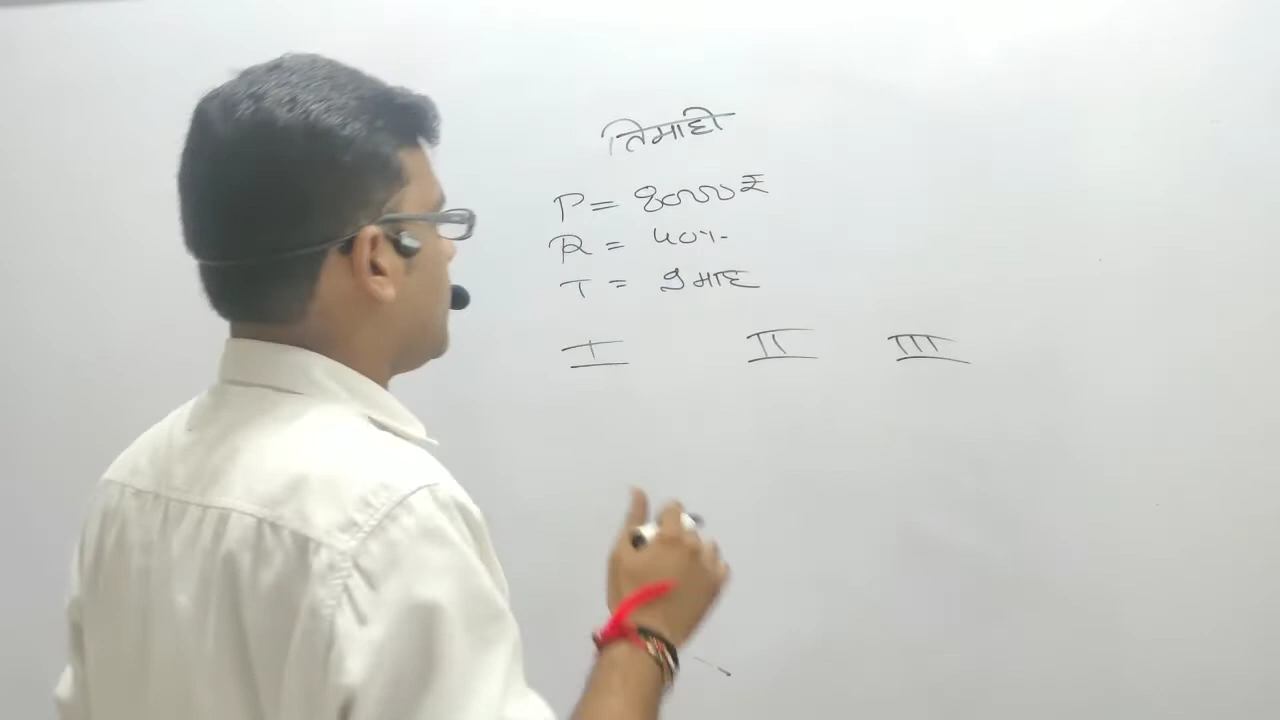 तिमाही
P = 8000₹
R = 40%
T = 9 माह
I II III